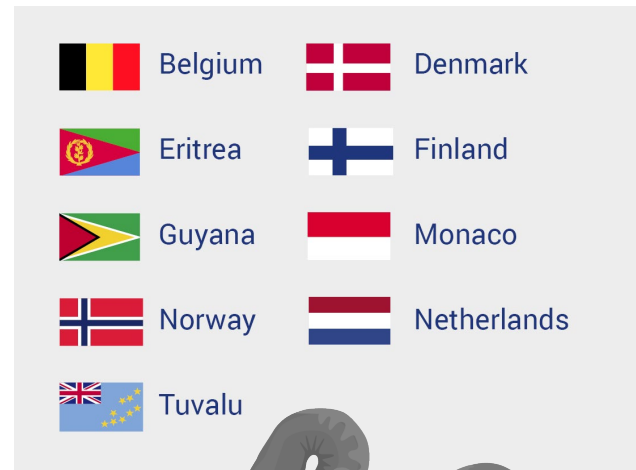 Belgium Denmark
Eritrea Finland
Guyana Monaco
Norway Netherlands
Tuvalu